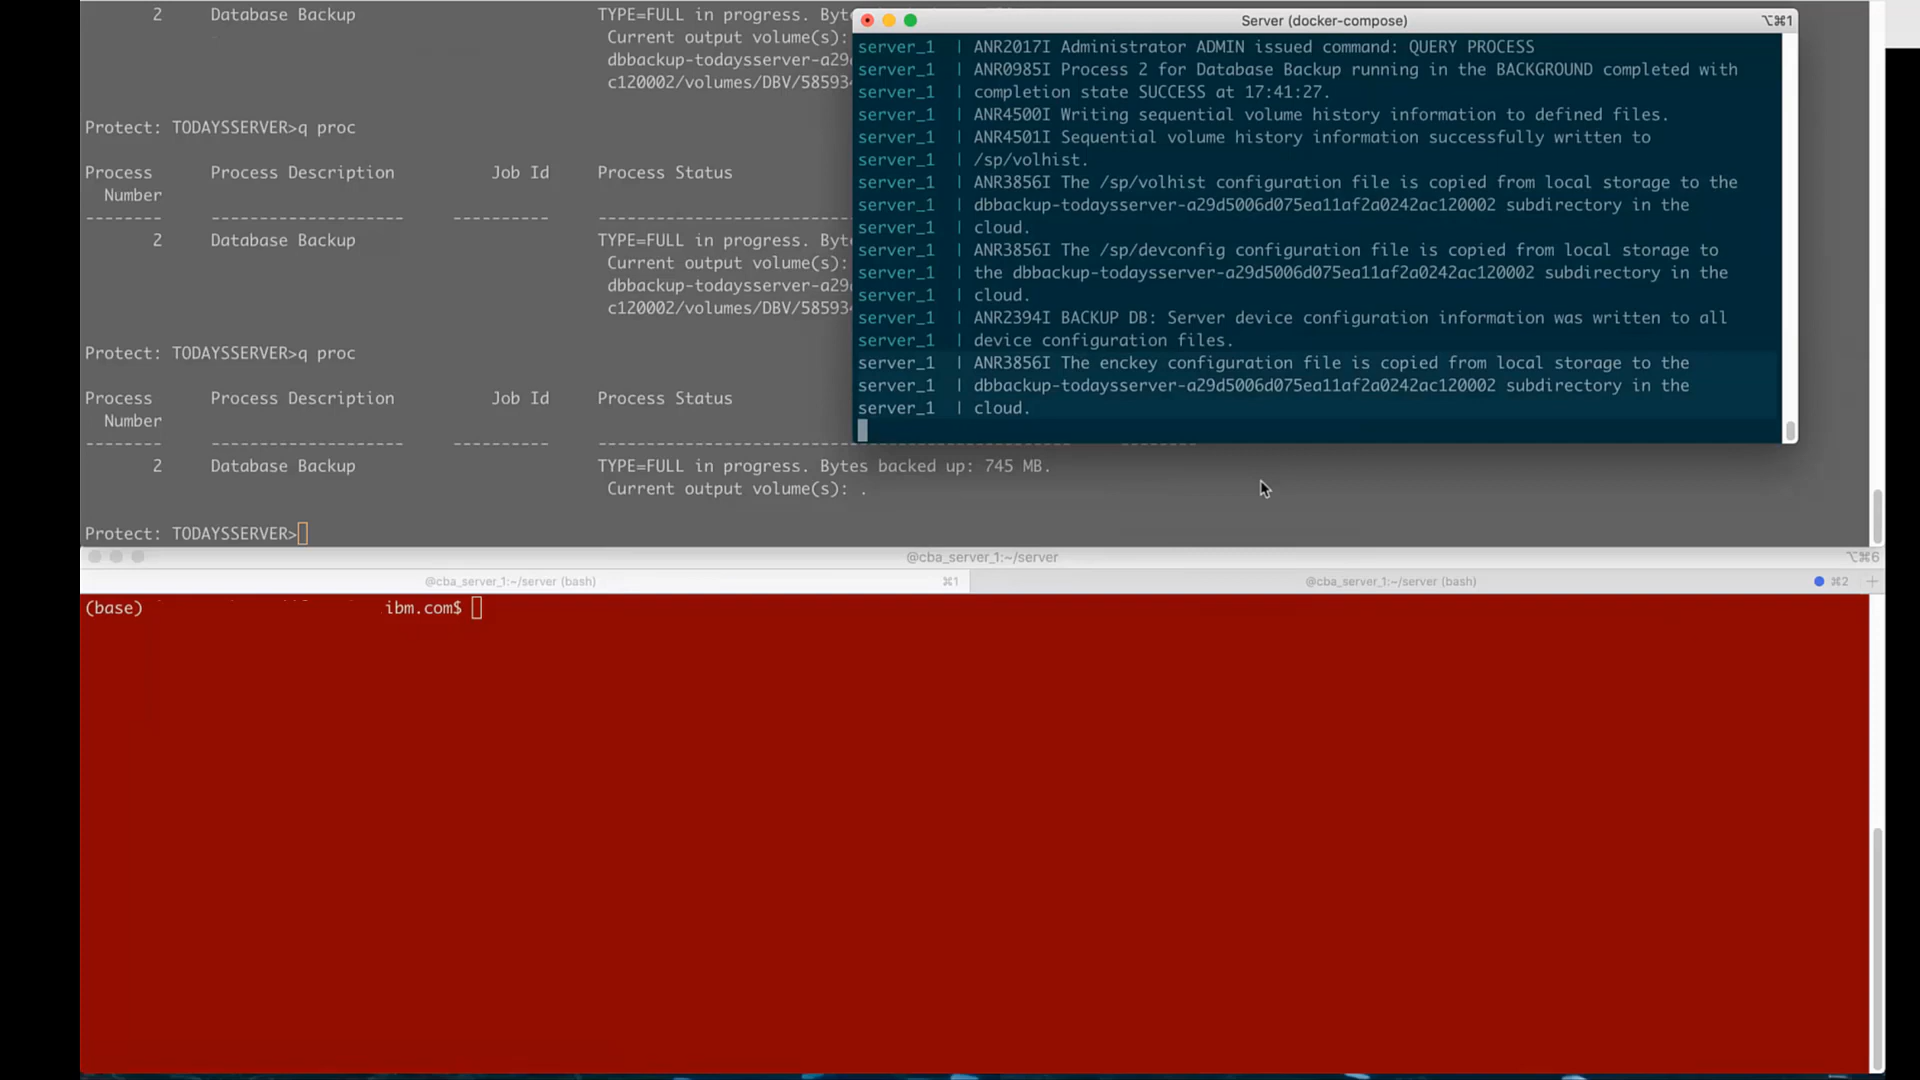 2 Database Backup TYPE=FULL in progress.
Current output volume(s):
dbbackup-todaysserver-a29
c120002/volumes/DBV/58593
Protect: TODAYSSERVER>q proc
Process Process Description Job Id Process Status
Number
-------- -------------------- ---------- ---------------------------
2 Database Backup TYPE=FULL in progress.
Current output volume(s):
dbbackup-todaysserver-a29
c120002/volumes/DBV/58593
Protect: TODAYSSERVER>q proc
Process Process Description Job Id Process Status
Number
-------- -------------------- ---------- -------------------------------------------------
2 Database Backup TYPE=FULL in progress. Bytes backed up: 745 MB.
Current output volume(s): .
Protect: TODAYSSERVER>
Server (docker-compose) ⌥⌘1
server_1 | ANR2017I Administrator ADMIN issued command: QUERY PROCESS
server_1 | ANR0985I Process 2 for Database Backup running in the BACKGROUND completed with
server_1 | completion state SUCCESS at 17:41:27.
server_1 | ANR4500I Writing sequential volume history information to defined files.
server_1 | ANR4501I Sequential volume history information successfully written to
server_1 | /sp/volhist.
server_1 | ANR3856I The /sp/volhist configuration file is copied from local storage to the
server_1 | dbbackup-todaysserver-a29d5006d075ea11af2a0242ac120002 subdirectory in the
server_1 | cloud.
server_1 | ANR3856I The /sp/devconfig configuration file is copied from local storage to
server_1 | the dbbackup-todaysserver-a29d5006d075ea11af2a0242ac120002 subdirectory in the
server_1 | cloud.
server_1 | ANR2394I BACKUP DB: Server device configuration information was written to all
server_1 | device configuration files.
server_1 | ANR3856I The enckey configuration file is copied from local storage to the
server_1 | dbbackup-todaysserver-a29d5006d075ea11af2a0242ac120002 subdirectory in the
server_1 | cloud.
@cba_server_1:~/server ⌥⌘6
@cba_server_1:~/server (bash) ⌘1 @cba_server_1:~/server (bash) ⌘2 +
(base) ibm.com$